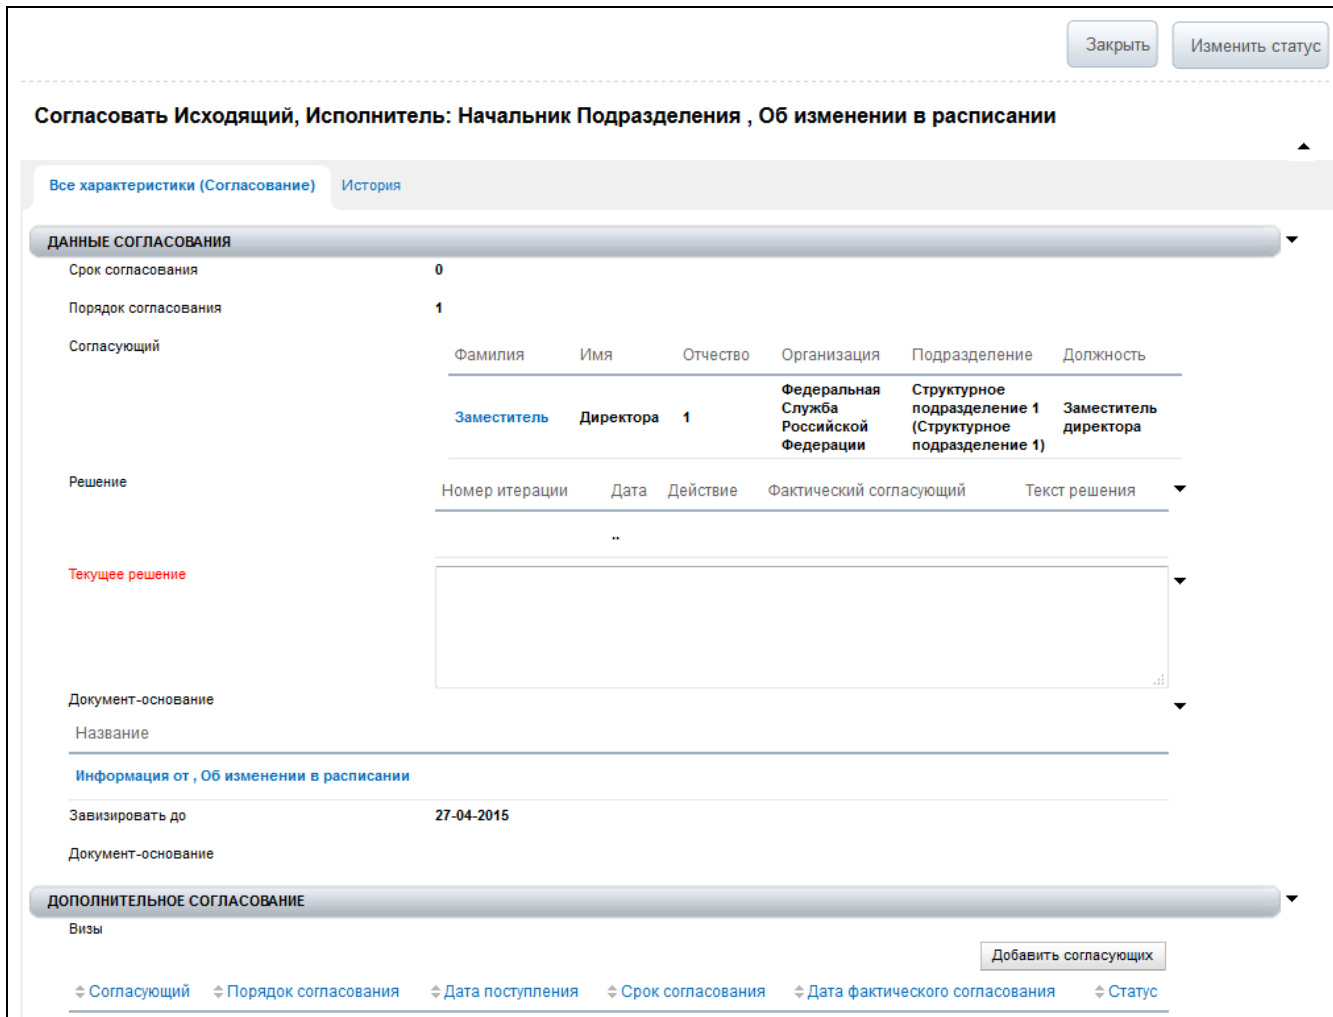 Закрыть Изменить статус
Согласовать Исходящий, Исполнитель: Начальник Подразделения , Об изменении в расписании
Все характеристики (Согласование) История
ДАННЫЕ СОГЛАСОВАНИЯ
Срок согласования 0
Порядок согласования 1
Согласующий
Фамилия Имя Отчество Организация Подразделение Должность
Заместитель Директора 1 Федеральная Служба Российской Федерации Структурное подразделение 1 (Структурное подразделение 1) Заместитель директора
Решение
Номер итерации Дата Действие Фактический согласующий Текст решения
..
Текущее решение
Документ-основание
Название
Информация от , Об изменении в расписании
Завизировать до 27-04-2015
Документ-основание
ДОПОЛНИТЕЛЬНОЕ СОГЛАСОВАНИЕ
Визы
Добавить согласующих
Согласующий Порядок согласования Дата поступления Срок согласования Дата фактического согласования Статус